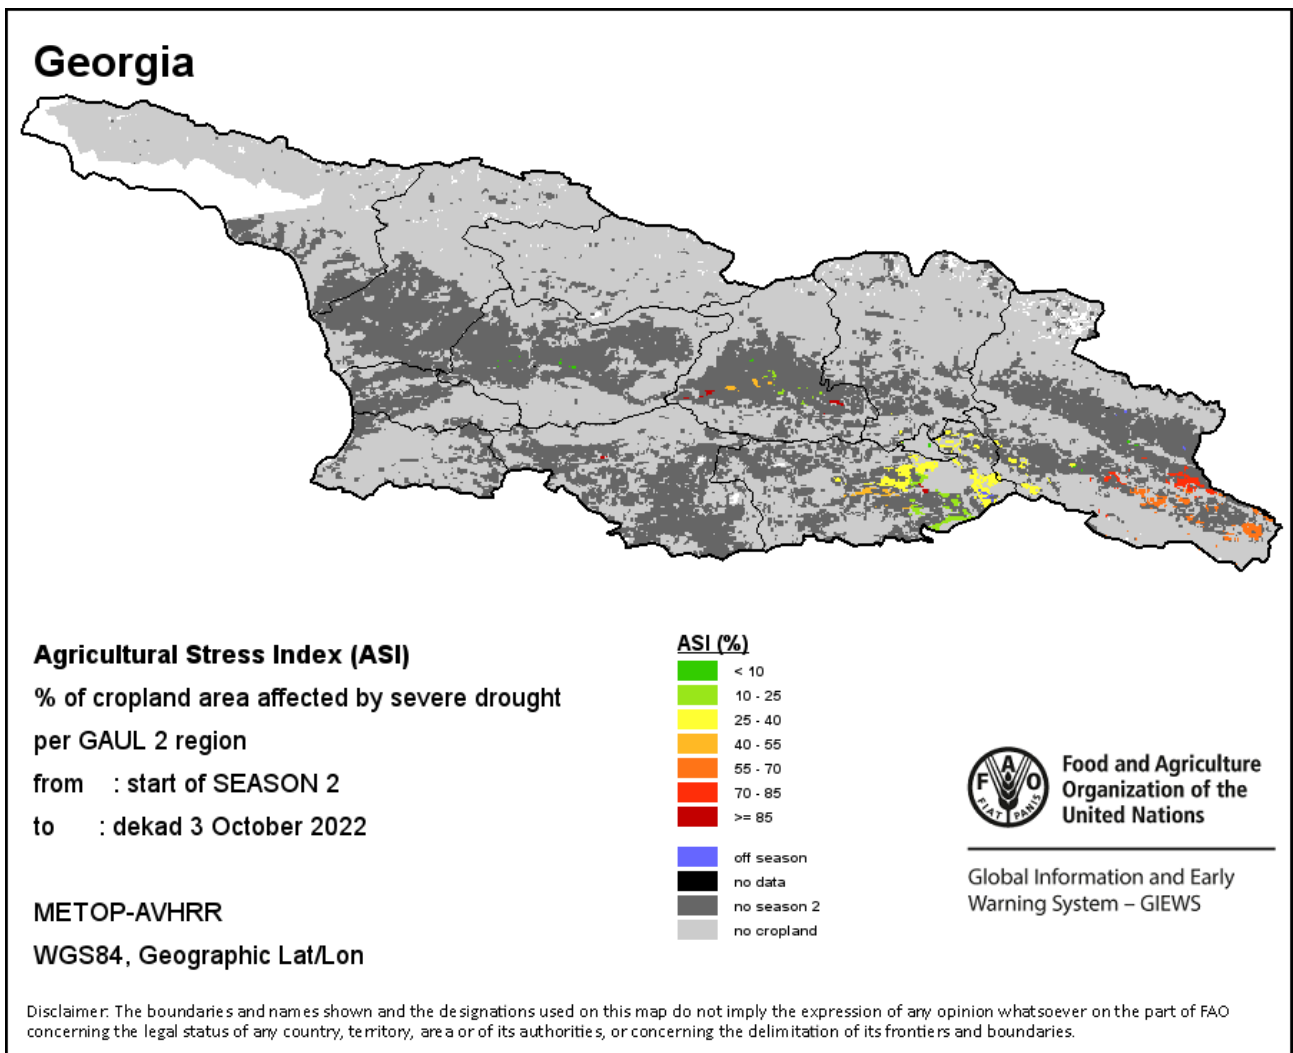 Georgia
Agricultural Stress Index (ASI)
% of cropland area affected by severe drought
per GAUL 2 region
from : start of SEASON 2
to : dekad 3 October 2022
METOP-AVHRR
WGS84, Geographic Lat/Lon
ASI (%)
< 10
10 - 25
25 - 40
40 - 55
55 - 70
70 - 85
>= 85
off season
no data
no season 2
no cropland
F A O
FIAT PANIS
Food and Agriculture
Organization of the
United Nations
Global Information and Early
Warning System – GIEWS
Disclaimer: The boundaries and names shown and the designations used on this map do not imply the expression of any opinion whatsoever on the part of FAO
concerning the legal status of any country, territory, area or of its authorities, or concerning the delimitation of its frontiers and boundaries.